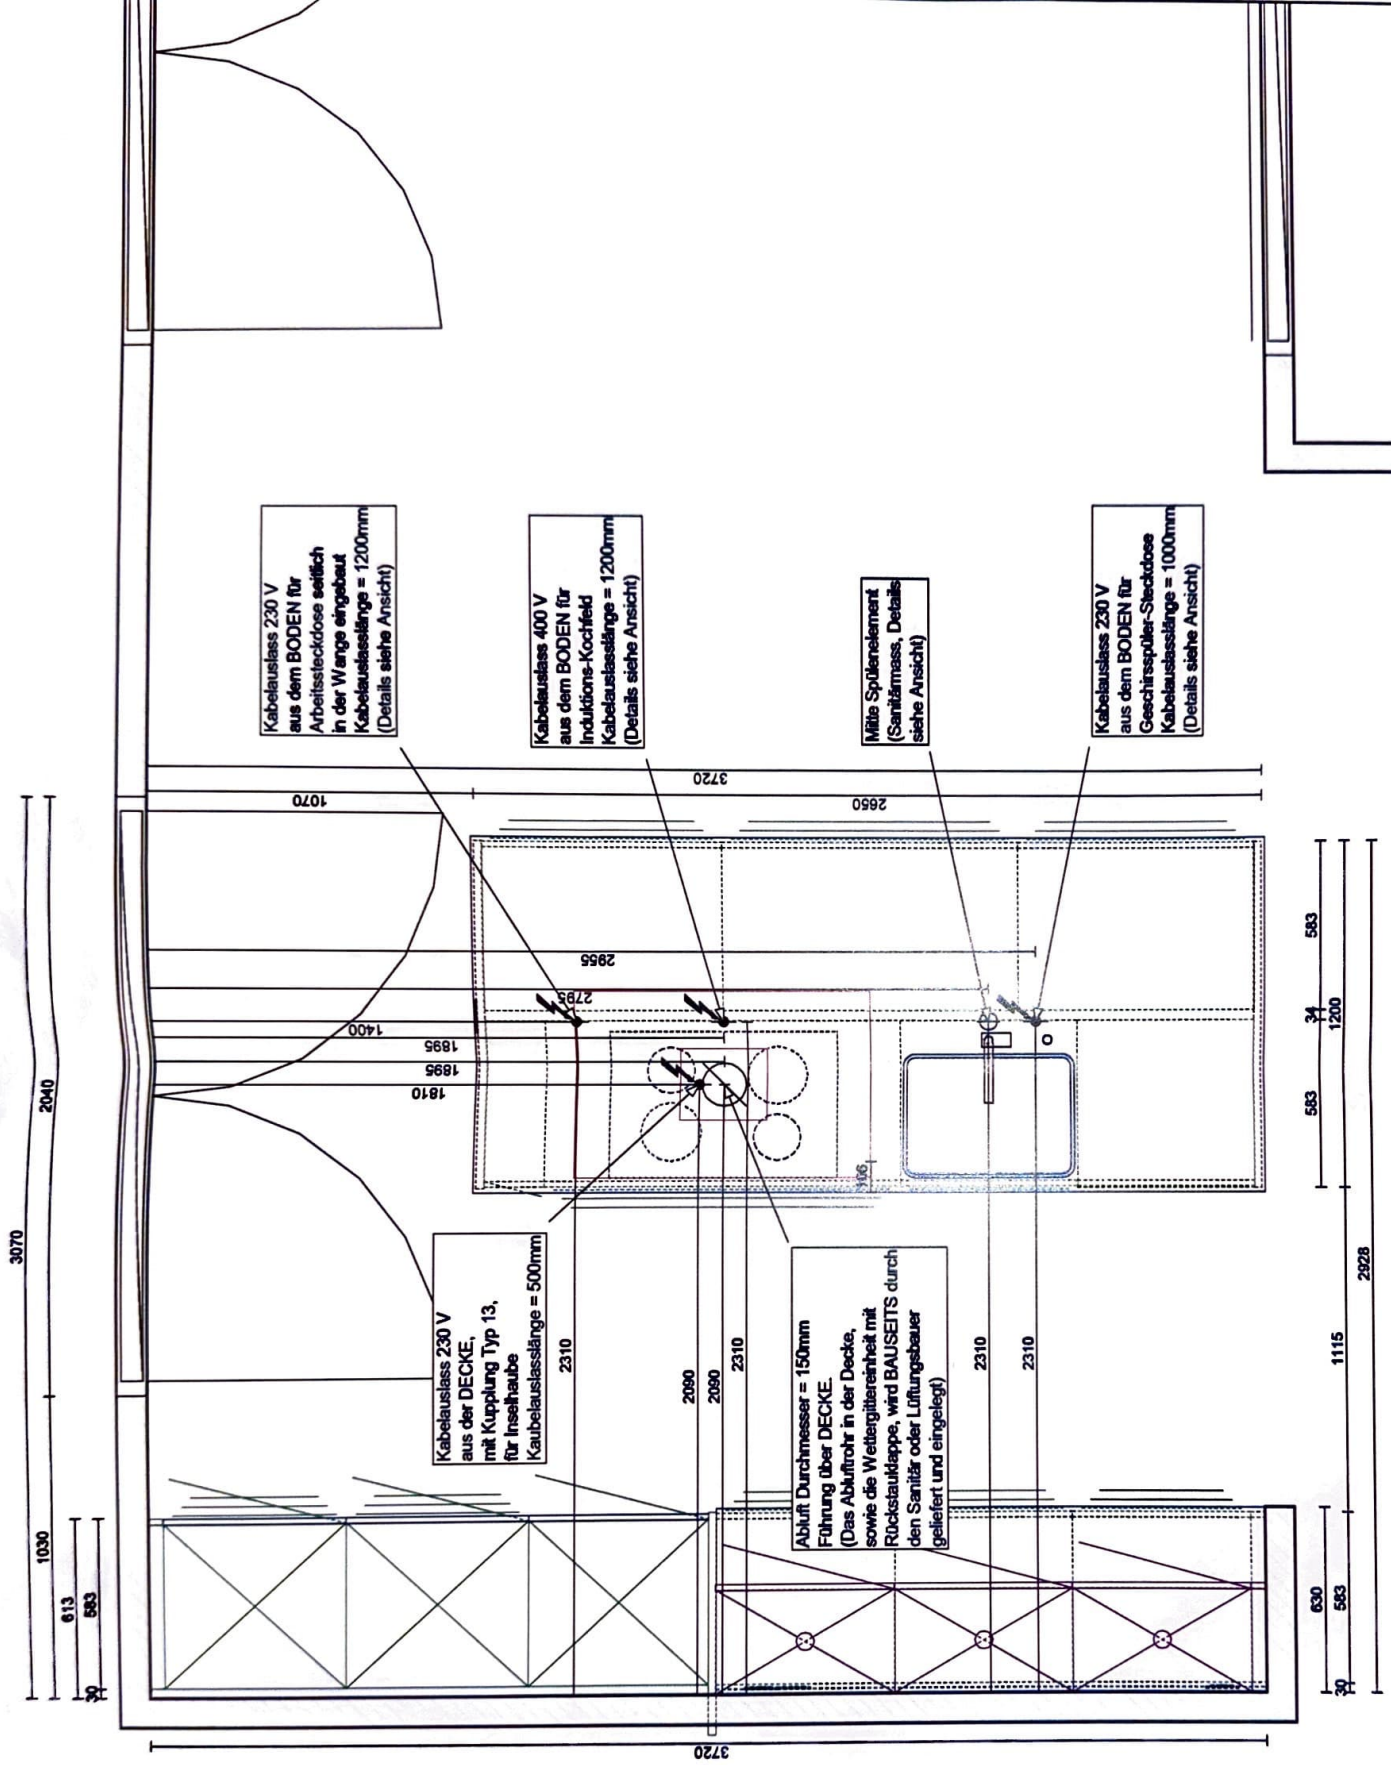 Kabelauslass 230 V
aus dem BODEN für
Arbeitssteckdose seitlich
in der Wange eingebaut
Kabelauslasslänge = 1200mm
(Details siehe Ansicht)
Kabelauslass 400 V
aus dem BODEN für
Induktions-Kochfeld
Kabelauslasslänge = 1200mm
(Details siehe Ansicht)
Mitte Spülenelement
(Sanitärmass, Details
siehe Ansicht)
Kabelauslass 230 V
aus dem BODEN für
Geschirrspüler-Steckdose
Kabelauslasslänge = 1000mm
(Details siehe Ansicht)
3720
1070
2650
2955
2795
1400
1895
1895
1810
106
583
34
1200
583
2040
3070
Kabelauslass 230 V
aus der DECKE,
mit Kupplung Typ 13,
für Inselhaube
Kaubelauslasslänge = 500mm
Abluft Durchmesser = 150mm
Führung über DECKE.
(Das Abluftrohr in der Decke,
sowie die Wettergittereinheit mit
Rückstauklappe, wird BAUSEITS durch
den Sanitär oder Lüftungsbauer
geliefert und eingelegt)
2310
2090
2090
2310
2310
2310
1115
2928
1030
613
583
30
630
583
30
3720